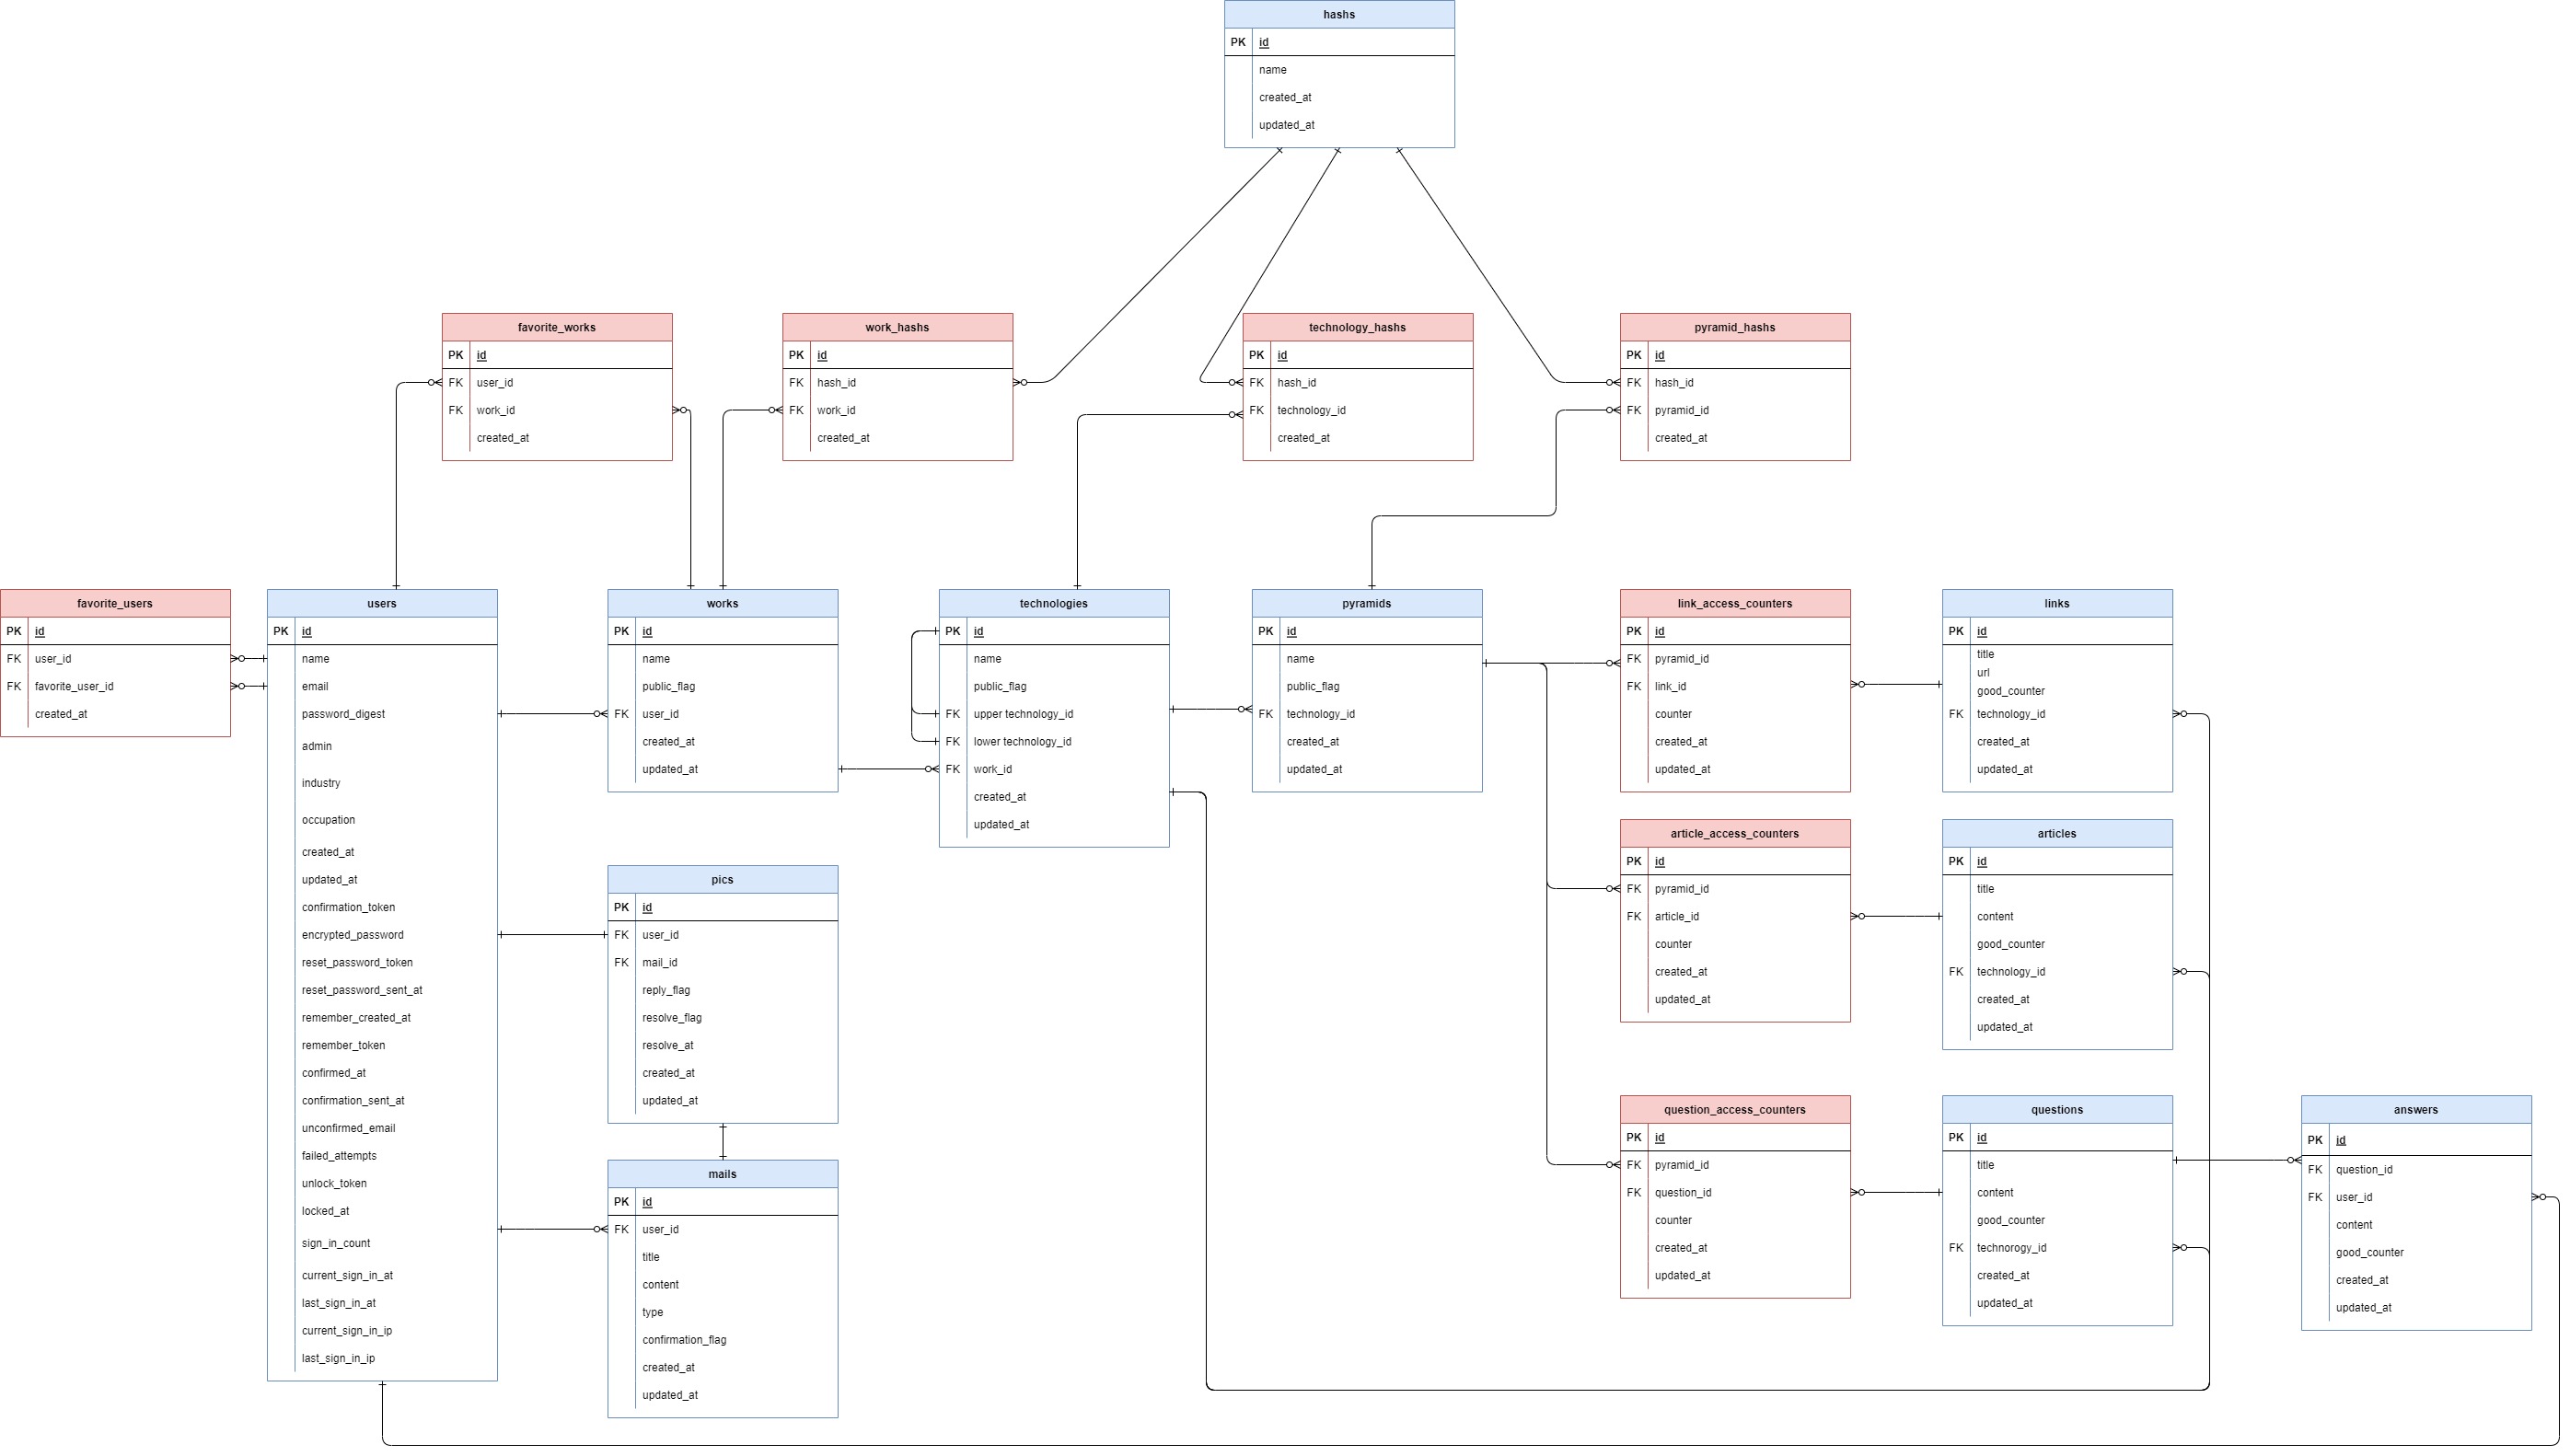 hashs
PK id
name
created_at
updated_at
favorite_works
PK id
FK user_id
FK work_id
created_at
work_hashs
PK id
FK hash_id
FK work_id
created_at
technology_hashs
PK id
FK hash_id
FK technology_id
created_at
pyramid_hashs
PK id
FK hash_id
FK pyramid_id
created_at
favorite_users
PK id
FK user_id
FK favorite_user_id
created_at
users
PK id
name
email
password_digest
admin
industry
occupation
created_at
updated_at
confirmation_token
encrypted_password
reset_password_token
reset_password_sent_at
remember_created_at
remember_token
confirmed_at
confirmation_sent_at
unconfirmed_email
failed_attempts
unlock_token
locked_at
sign_in_count
current_sign_in_at
last_sign_in_at
current_sign_in_ip
last_sign_in_ip
works
PK id
name
public_flag
FK user_id
created_at
updated_at
pics
PK id
FK user_id
FK mail_id
reply_flag
resolve_flag
resolve_at
created_at
updated_at
mails
PK id
FK user_id
title
content
type
confirmation_flag
created_at
updated_at
technologies
PK id
name
public_flag
FK upper technology_id
FK lower technology_id
FK work_id
created_at
updated_at
pyramids
PK id
name
public_flag
FK technology_id
created_at
updated_at
link_access_counters
PK id
FK pyramid_id
FK link_id
counter
created_at
updated_at
links
PK id
title
url
good_counter
FK technology_id
created_at
updated_at
article_access_counters
PK id
FK pyramid_id
FK article_id
counter
created_at
updated_at
articles
PK id
title
content
good_counter
FK technology_id
created_at
updated_at
question_access_counters
PK id
FK pyramid_id
FK question_id
counter
created_at
updated_at
questions
PK id
title
content
good_counter
FK technorogy_id
created_at
updated_at
answers
PK id
FK question_id
FK user_id
content
good_counter
created_at
updated_at